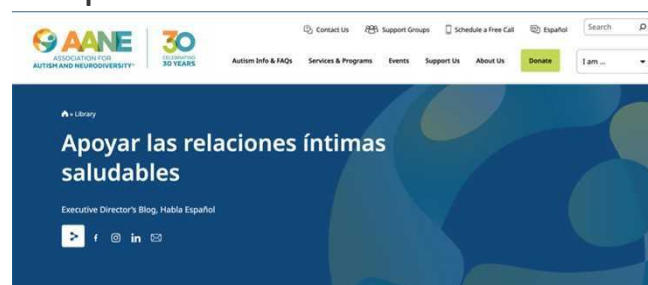 Contact Us Support Groups Schedule a Free Call Español Search
AANE
ASSOCIATION FOR
AUTISM AND NEURODIVERSITY
30
CELEBRATING
30 YEARS
Autism Info & FAQs Services & Programs Events Support Us About Us Donate I am ...
» Library
Apoyar las relaciones íntimas
saludables
Executive Director's Blog, Habla Español